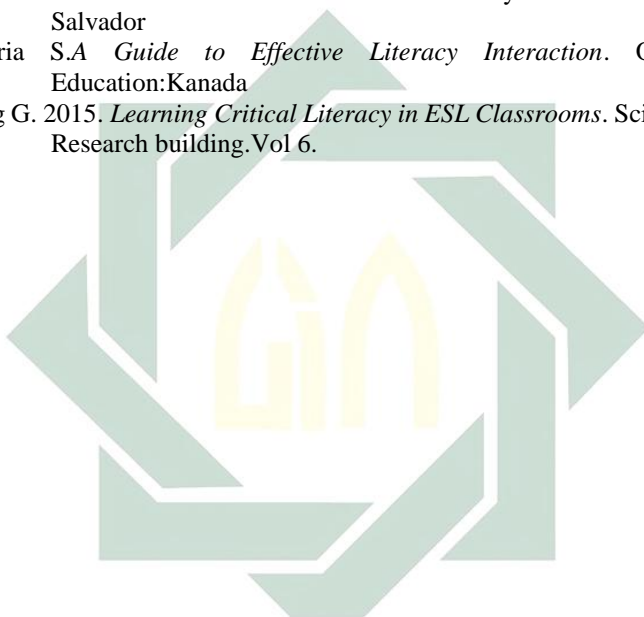 Salvador
ria S.A Guide to Effective Literacy Interaction.
Education:Kanada
g G. 2015. Learning Critical Literacy in ESL Classrooms. Sci
Research building.Vol 6.